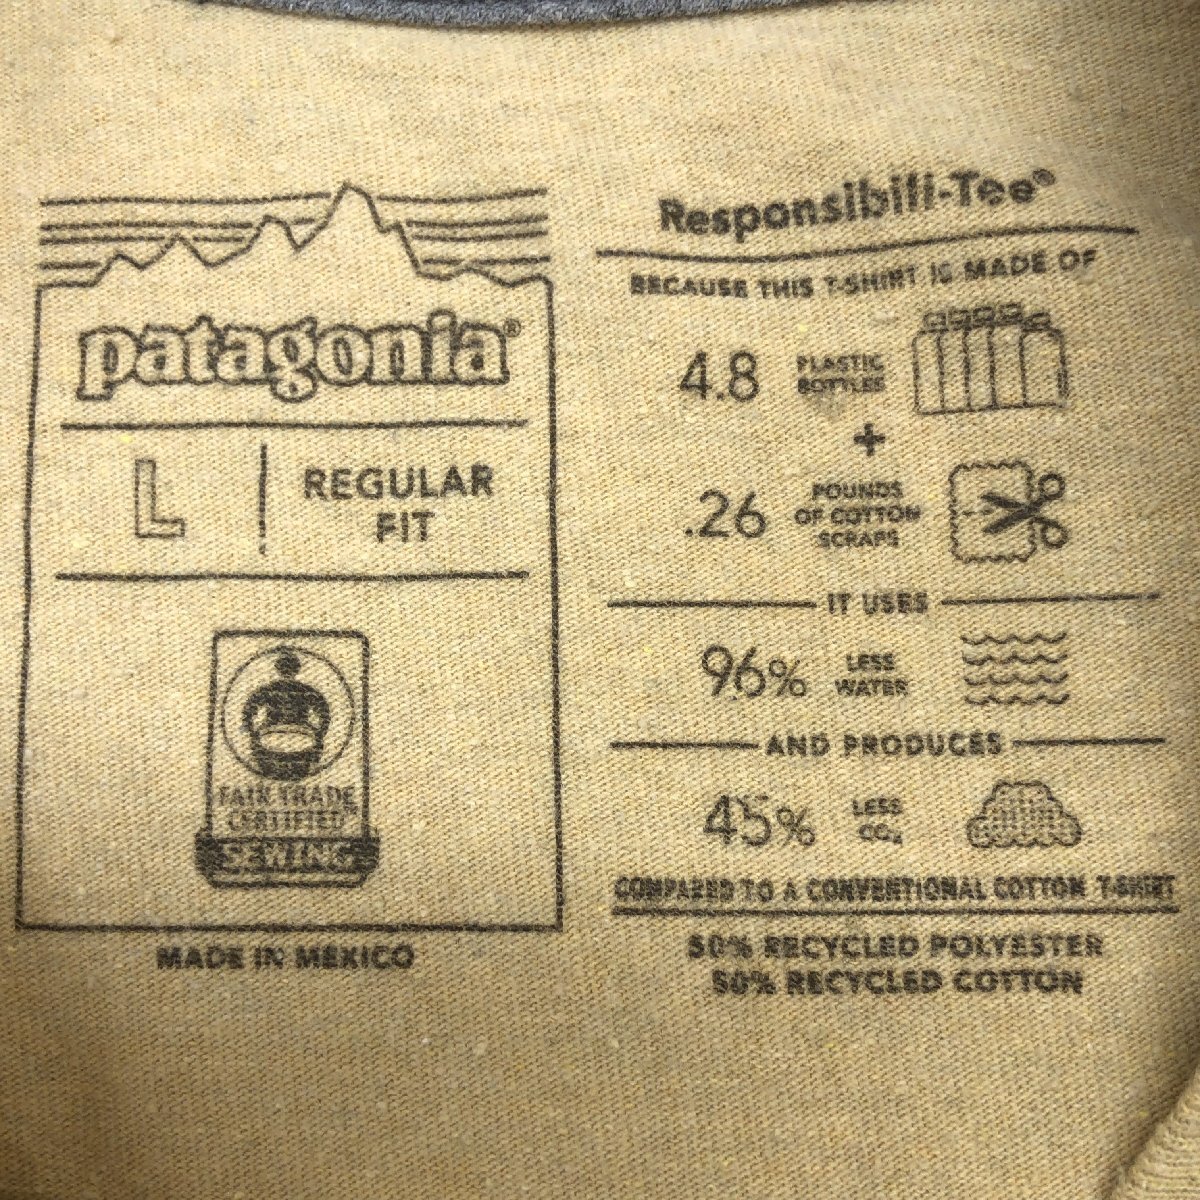 patagonia®
L
REGULAR
FIT
FAIR TRADE
CERTIFIED™
SEWING
MADE IN MEXICO
Responsibili-Tee®
BECAUSE THIS T-SHIRT IS MADE OF
4.8 PLASTIC
BOTTLES
+
.26 POUNDS
OF COTTON
SCRAPS
IT USES
96% LESS
WATER
AND PRODUCES
45% LESS
CO₂
COMPARED TO A CONVENTIONAL COTTON T-SHIRT
50% RECYCLED POLYESTER
50% RECYCLED COTTON